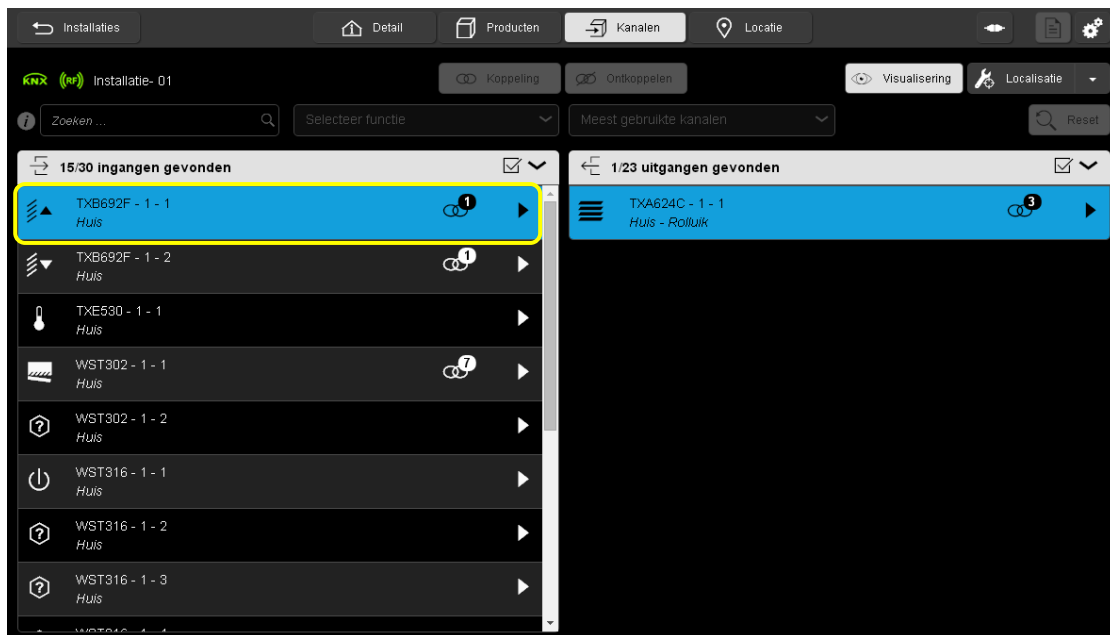 Installaties
Detail
Producten
Kanalen
Locatie
KNX (RF) Installatie- 01
Koppeling
Ontkoppelen
Visualisering
Localisatie
Zoeken ...
Selecteer functie
Meest gebruikte kanalen
Reset
15/30 ingangen gevonden
TXB692F - 1 - 1
1
Huis
TXB692F - 1 - 2
1
Huis
TXE530 - 1 - 1
Huis
WST302 - 1 - 1
7
Huis
WST302 - 1 - 2
Huis
WST316 - 1 - 1
Huis
WST316 - 1 - 2
Huis
WST316 - 1 - 3
Huis
1/23 uitgangen gevonden
TXA624C - 1 - 1
3
Huis - Rolluik